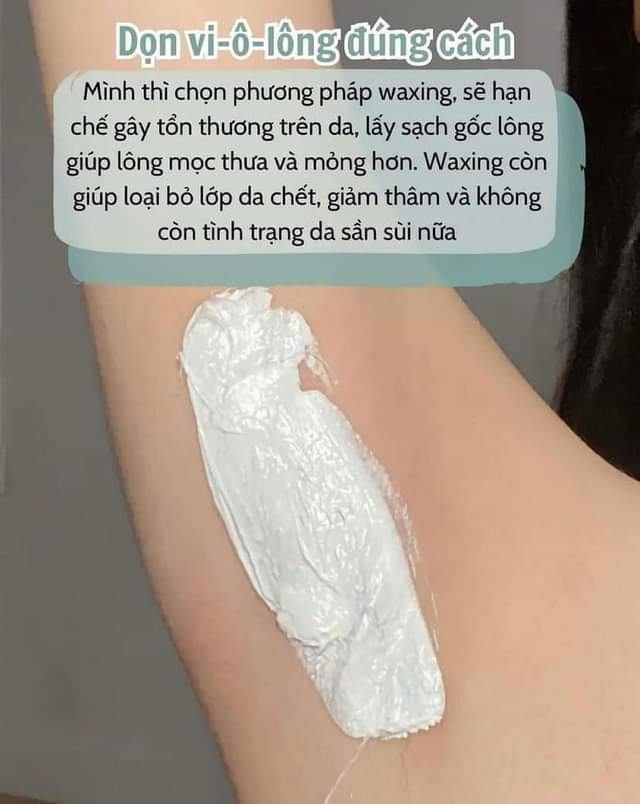 Dọn vi-ô-lông đúng cách
Mình thì chọn phương pháp waxing, sẽ hạn
chế gây tổn thương trên da, lấy sạch gốc lông
giúp lông mọc thưa và mỏng hơn. Waxing còn
giúp loại bỏ lớp da chết, giảm thâm và không
còn tình trạng da sần sùi nữa